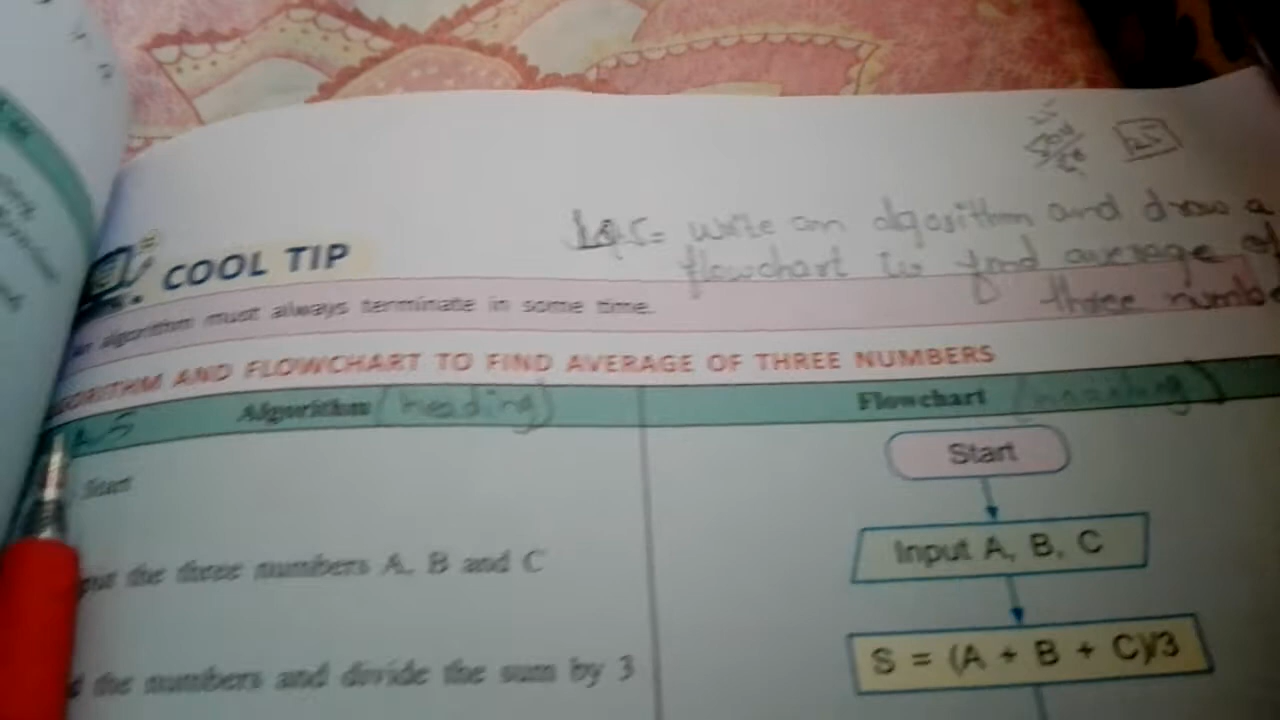 write an algorithm and draw a
flowchart to find average of
three
COOL TIP
algorithm must always terminate in some time.
AND FLOWCHART TO FIND AVERAGE OF THREE NUMBERS
Algorithm (heading)
Flowchart
Start
Start
the three numbers A, B and C
Input A, B, C
the numbers and divide the sum by 3
S = (A + B + C)/3